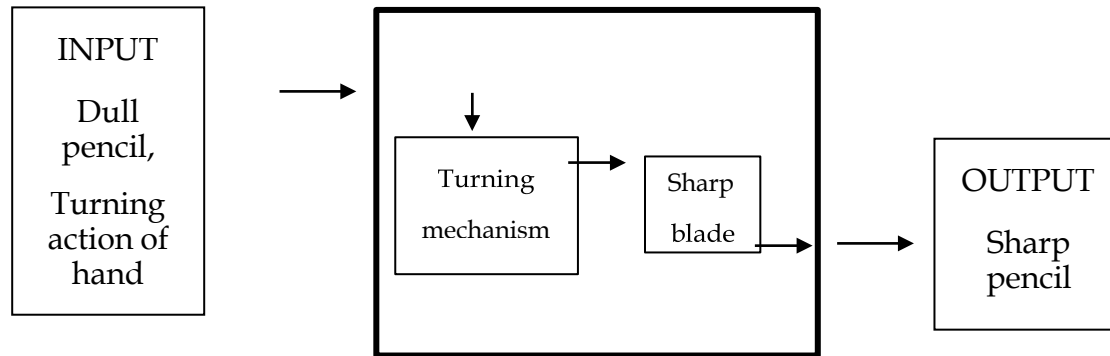 INPUT
Dull
pencil,
Turning
action of
hand
Turning
mechanism
Sharp
blade
OUTPUT
Sharp
pencil